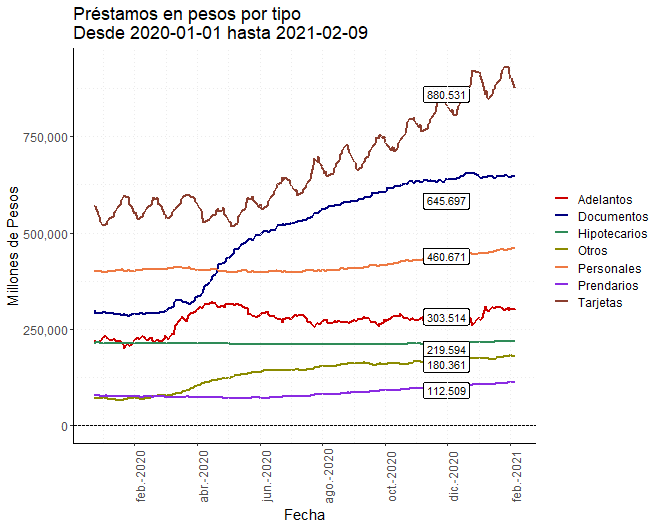 Préstamos en pesos por tipo
Desde 2020-01-01 hasta 2021-02-09
Millones de Pesos
750,000
500,000
250,000
0
880.531
645.697
460.671
303.514
219.594
180.361
112.509
Adelantos
Documentos
Hipotecarios
Otros
Personales
Prendarios
Tarjetas
feb.-2020
abr.-2020
jun.-2020
ago.-2020
oct.-2020
dic.-2020
feb.-2021
Fecha